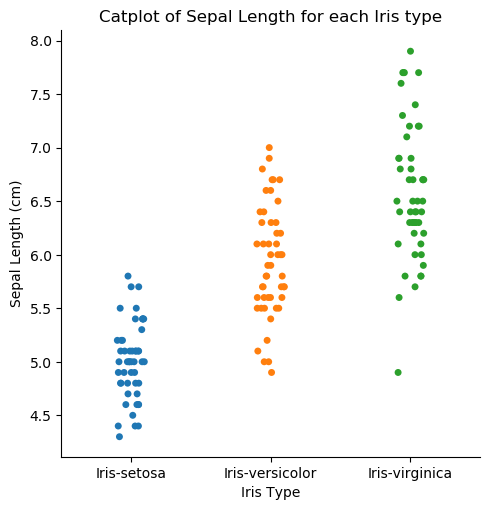 Catplot of Sepal Length for each Iris type
8.0
7.5
7.0
6.5
6.0
5.5
5.0
4.5
Sepal Length (cm)
Iris-setosa Iris-versicolor Iris-virginica
Iris Type